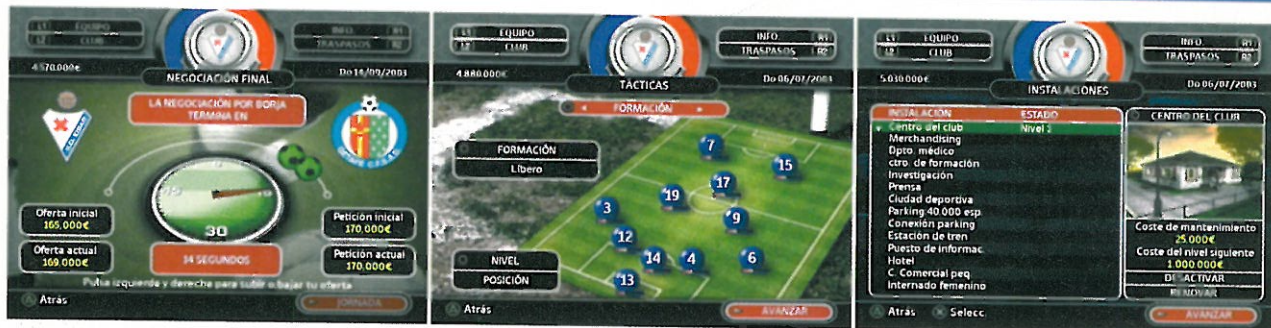 L1 EQUIPO
L2 CLUB
INFO. R1
TRASPASOS R2
4.570.000€
Do 14/09/2003
NEGOCIACIÓN FINAL
LA NEGOCIACIÓN POR BORJA
TERMINA EN
S.D. EIBAR
GETAFE C.F. S.A.D.
15
30
Oferta inicial
165,000€
Petición inicial
170,000€
Oferta actual
169,000€
34 SEGUNDOS
Petición actual
170,000€
Pulsa izquierda y derecha para subir o bajar tu oferta
Atrás
JORNADA
L1 EQUIPO
L2 CLUB
INFO. R1
TRASPASOS R2
4.880.000€
Do 06/07/2003
TÁCTICAS
FORMACIÓN
FORMACIÓN
Líbero
7
15
17
19
3
9
12
14
4
6
13
NIVEL
POSICIÓN
Atrás
AVANZAR
L1 EQUIPO
L2 CLUB
INFO. R1
TRASPASOS R2
5.030.000€
Do 06/07/2003
INSTALACIONES
INSTALACIÓN ESTADO
Centro del club Nivel 3
Merchandising
Dpto. médico
ctro. de formación
Investigación
Prensa
Ciudad deportiva
Parking 40.000 esp.
Conexión parking
Estación de tren
Puesto de informac.
Hotel
C. Comercial peq.
Internado femenino
CENTRO DEL CLUB
Coste de mantenimiento
25.000€
Coste del nivel siguiente
1.000.000€
DESACTIVAR
RENOVAR
Atrás
Selecc.
AVANZAR